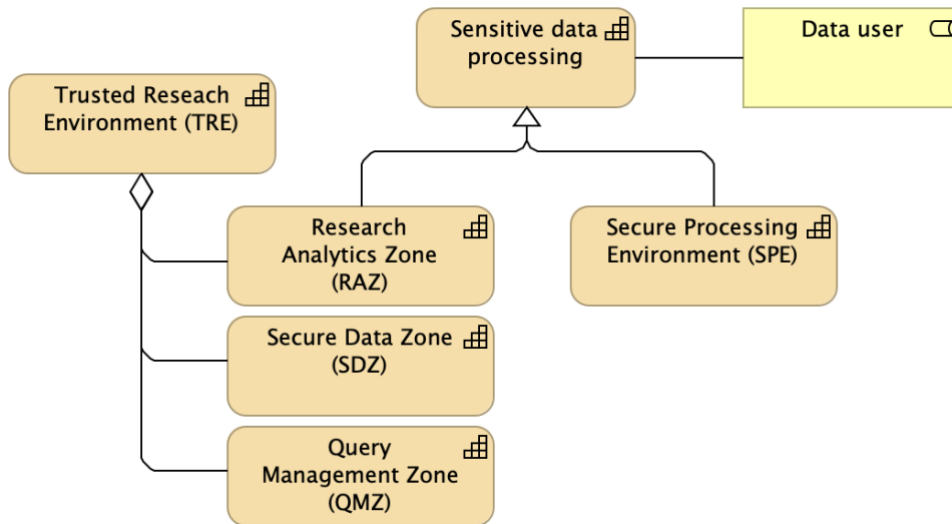 Sensitive data
processing
Data user
Trusted Reseach
Environment (TRE)
Research
Analytics Zone
(RAZ)
Secure Processing
Environment (SPE)
Secure Data Zone
(SDZ)
Query
Management Zone
(QMZ)